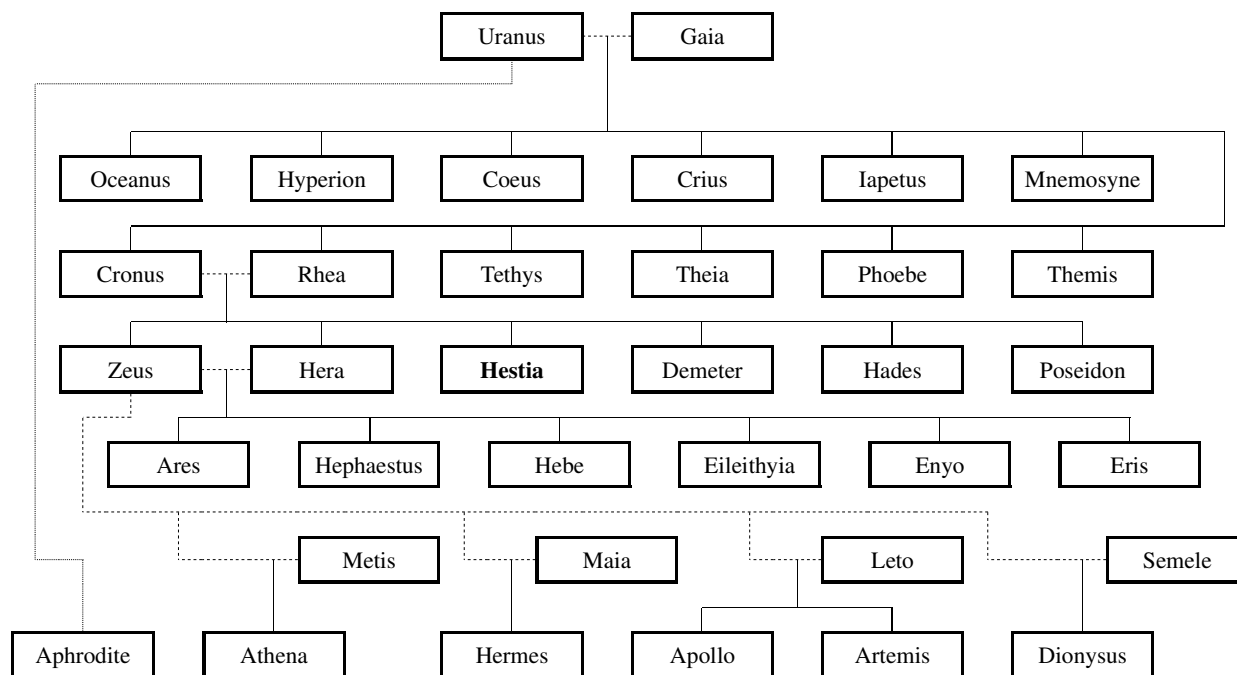 Uranus Gaia
Oceanus Hyperion Coeus Crius Iapetus Mnemosyne
Cronus Rhea Tethys Theia Phoebe Themis
Zeus Hera Hestia Demeter Hades Poseidon
Ares Hephaestus Hebe Eileithyia Enyo Eris
Metis Maia Leto Semele
Aphrodite Athena Hermes Apollo Artemis Dionysus